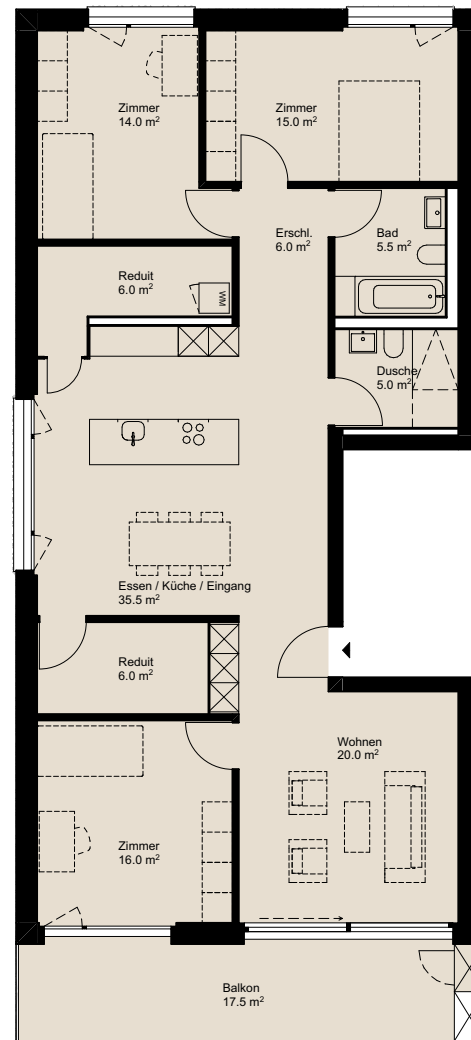 Zimmer
14.0 m²
Zimmer
15.0 m²
Erschl.
6.0 m²
Bad
5.5 m²
Reduit
6.0 m²
WM
Dusche
5.0 m²
Essen / Küche / Eingang
35.5 m²
Reduit
6.0 m²
Wohnen
20.0 m²
Zimmer
16.0 m²
Balkon
17.5 m²